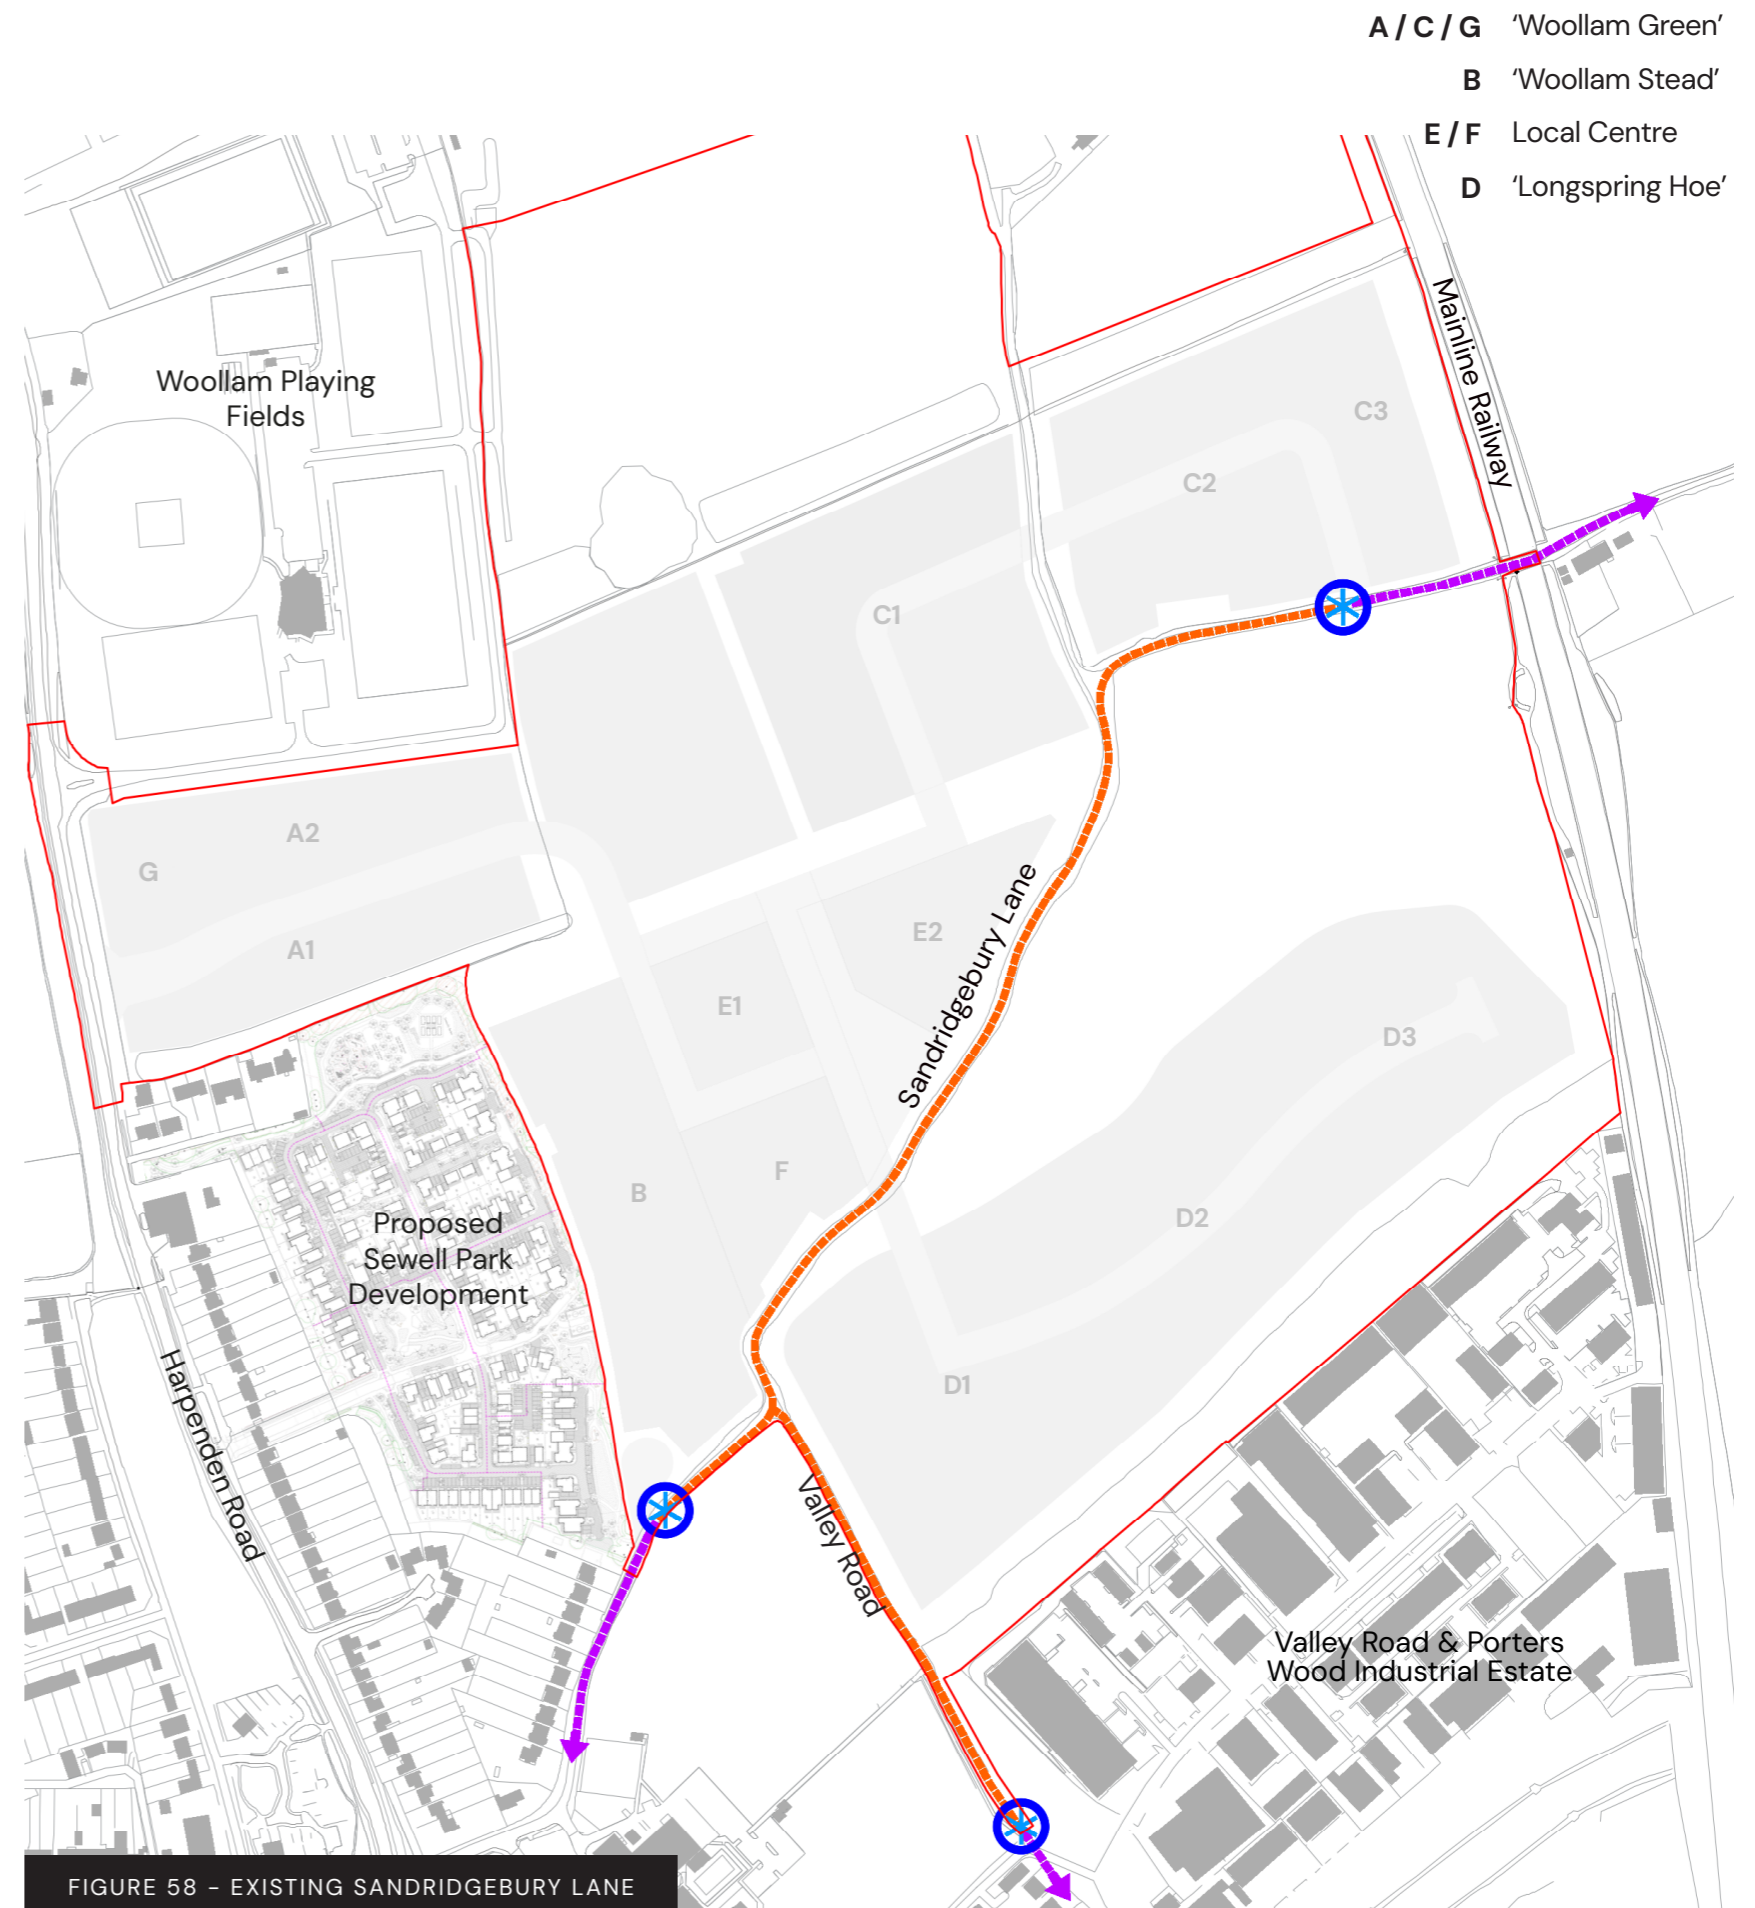 A / C / G ‘Woollam Green’
B ‘Woollam Stead’
E / F Local Centre
D ‘Longspring Hoe’
Mainline Railway
Woollam Playing
Fields
C3
C2
C1
A2
G
A1
E2
E1
Sandridgebury Lane
D3
F
B
D2
Proposed
Sewell Park
Development
D1
Harpenden Road
Valley Road
Valley Road & Porters
Wood Industrial Estate
FIGURE 58 - EXISTING SANDRIDGEBURY LANE